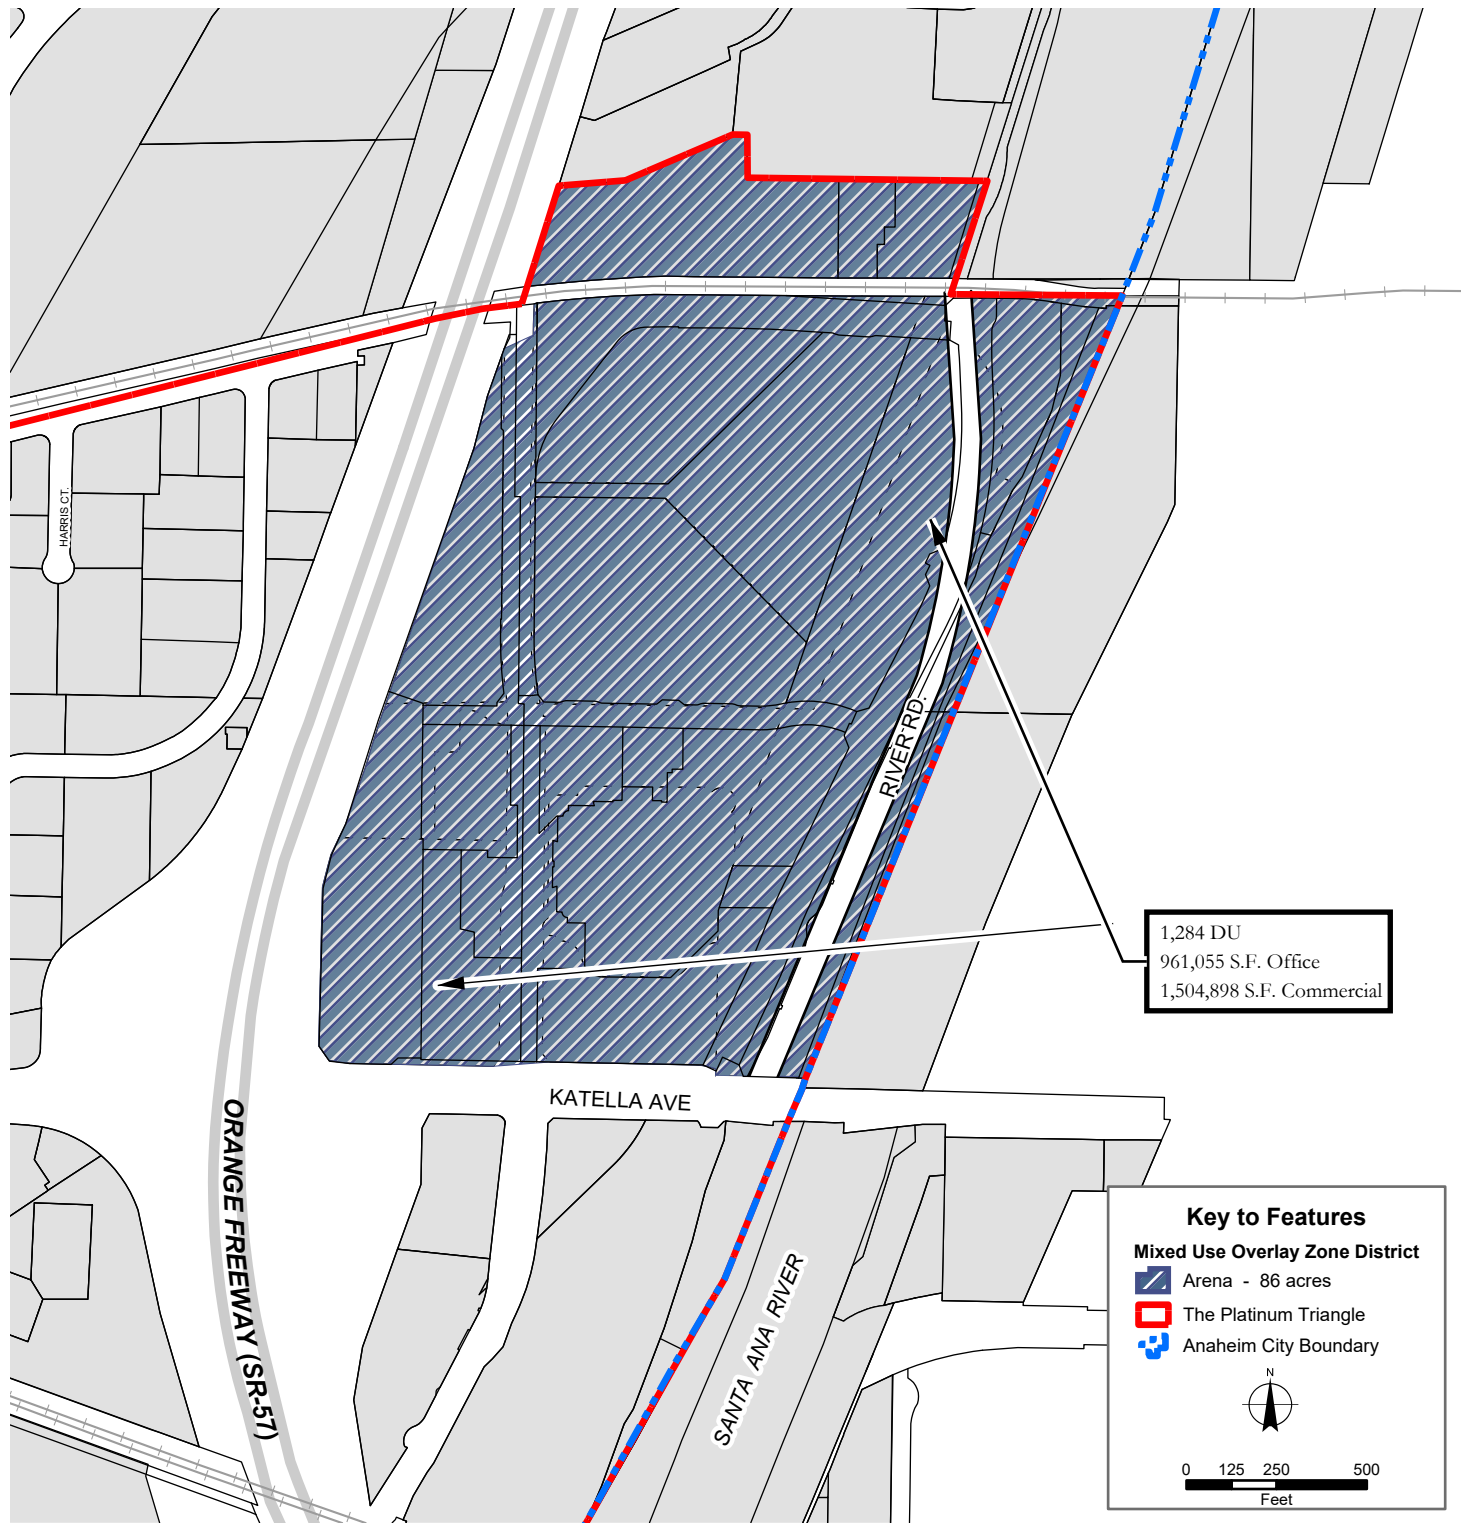 HARRIS CT.
RIVER RD.
1,284 DU
961,055 S.F. Office
1,504,898 S.F. Commercial
KATELLA AVE
ORANGE FREEWAY (SR-57)
SANTA ANA RIVER
Key to Features
Mixed Use Overlay Zone District
Arena - 86 acres
The Platinum Triangle
Anaheim City Boundary
N
0 125 250 500
Feet